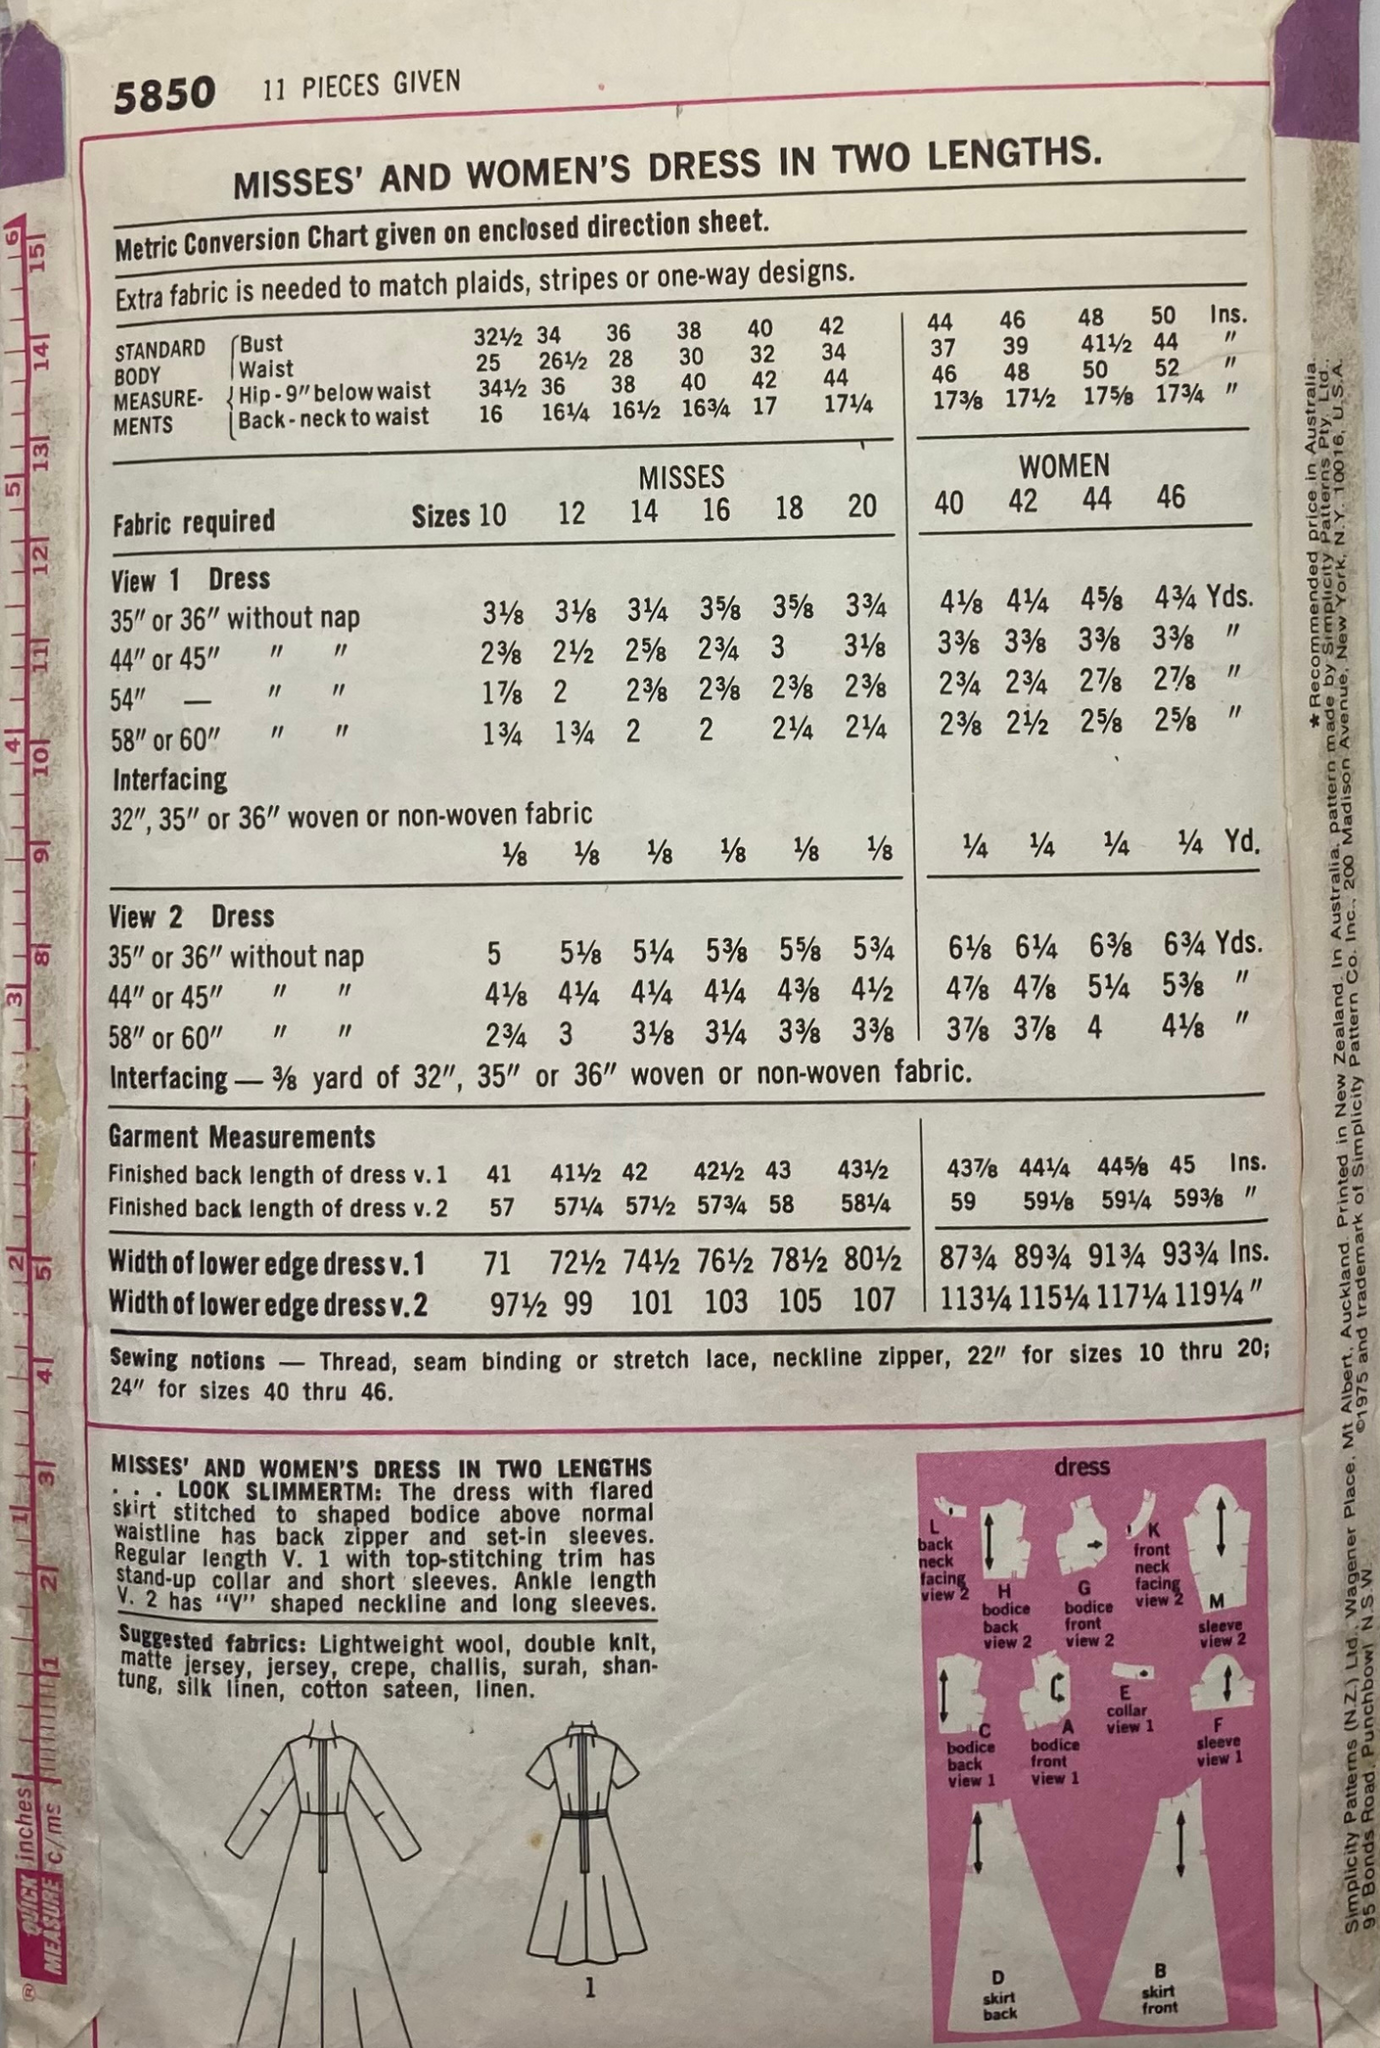 5850 11 PIECES GIVEN
MISSES' AND WOMEN'S DRESS IN TWO LENGTHS.
Metric Conversion Chart given on enclosed direction sheet.
Extra fabric is needed to match plaids, stripes or one-way designs.
STANDARD BODY MEASURE-MENTS
Bust 32½ 34 36 38 40 42 44 46 48 50 Ins.
Waist 25 26½ 28 30 32 34 37 39 41½ 44 "
Hip - 9" below waist 34½ 36 38 40 42 44 46 48 50 52 "
Back - neck to waist 16 16¼ 16½ 16¾ 17 17¼ 17⅜ 17½ 17⅝ 17¾ "
MISSES WOMEN
Fabric required Sizes 10 12 14 16 18 20 40 42 44 46
View 1 Dress
35" or 36" without nap 3⅛ 3⅛ 3¼ 3⅝ 3⅝ 3¾ 4⅛ 4¼ 4⅝ 4¾ Yds.
44" or 45" " " 2⅜ 2½ 2⅝ 2¾ 3 3⅛ 3⅜ 3⅜ 3⅜ 3⅜ "
54" — " " 1⅞ 2 2⅜ 2⅜ 2⅜ 2⅜ 2¾ 2¾ 2⅞ 2⅞ "
58" or 60" " " 1¾ 1¾ 2 2 2¼ 2¼ 2⅜ 2½ 2⅝ 2⅝ "
Interfacing
32", 35" or 36" woven or non-woven fabric
⅛ ⅛ ⅛ ⅛ ⅛ ⅛ ¼ ¼ ¼ ¼ Yd.
View 2 Dress
35" or 36" without nap 5 5⅛ 5¼ 5⅜ 5⅝ 5¾ 6⅛ 6¼ 6⅜ 6¾ Yds.
44" or 45" " " 4⅛ 4¼ 4¼ 4¼ 4⅜ 4½ 4⅞ 4⅞ 5¼ 5⅜ "
58" or 60" " " 2¾ 3 3⅛ 3¼ 3⅜ 3⅜ 3⅞ 3⅞ 4 4⅛ "
Interfacing — ⅜ yard of 32", 35" or 36" woven or non-woven fabric.
Garment Measurements
Finished back length of dress v. 1 41 41½ 42 42½ 43 43½ 43⅞ 44¼ 44⅝ 45 Ins.
Finished back length of dress v. 2 57 57¼ 57½ 57¾ 58 58¼ 59 59⅛ 59¼ 59⅜ "
Width of lower edge dress v. 1 71 72½ 74½ 76½ 78½ 80½ 87¾ 89¾ 91¾ 93¾ Ins.
Width of lower edge dress v. 2 97½ 99 101 103 105 107 113¼ 115¼ 117¼ 119¼ "
Sewing notions — Thread, seam binding or stretch lace, neckline zipper, 22" for sizes 10 thru 20;
24" for sizes 40 thru 46.
MISSES' AND WOMEN'S DRESS IN TWO LENGTHS
. . . LOOK SLIMMERTM: The dress with flared
skirt stitched to shaped bodice above normal
waistline has back zipper and set-in sleeves.
Regular length V. 1 with top-stitching trim has
stand-up collar and short sleeves. Ankle length
V. 2 has "V" shaped neckline and long sleeves.
Suggested fabrics: Lightweight wool, double knit,
matte jersey, jersey, crepe, challis, surah, shan-
tung, silk linen, cotton sateen, linen.
1
dress
L
back
neck
facing
view 2
H
bodice
back
view 2
G
bodice
front
view 2
K
front
neck
facing
view 2
M
sleeve
view 2
C
bodice
back
view 1
A
bodice
front
view 1
E
collar
view 1
F
sleeve
view 1
D
skirt
back
B
skirt
front
★ Recommended price in Australia.
Simplicity Patterns (N.Z.) Ltd., Wagener Place, Mt Albert, Auckland. Printed in New Zealand. In Australia, pattern made by Simplicity Patterns Pty. Ltd.,
95 Bonds Road, Punchbowl N.S.W. ©1975 and trademark of Simplicity Pattern Co. Inc., 200 Madison Avenue, New York, N.Y. 10016, U.S.A.
® QUICK MEASURE
inches 1 2 3 4 5 6
c/ms 1 2 3 4 5 8 9 10 11 12 13 14 15